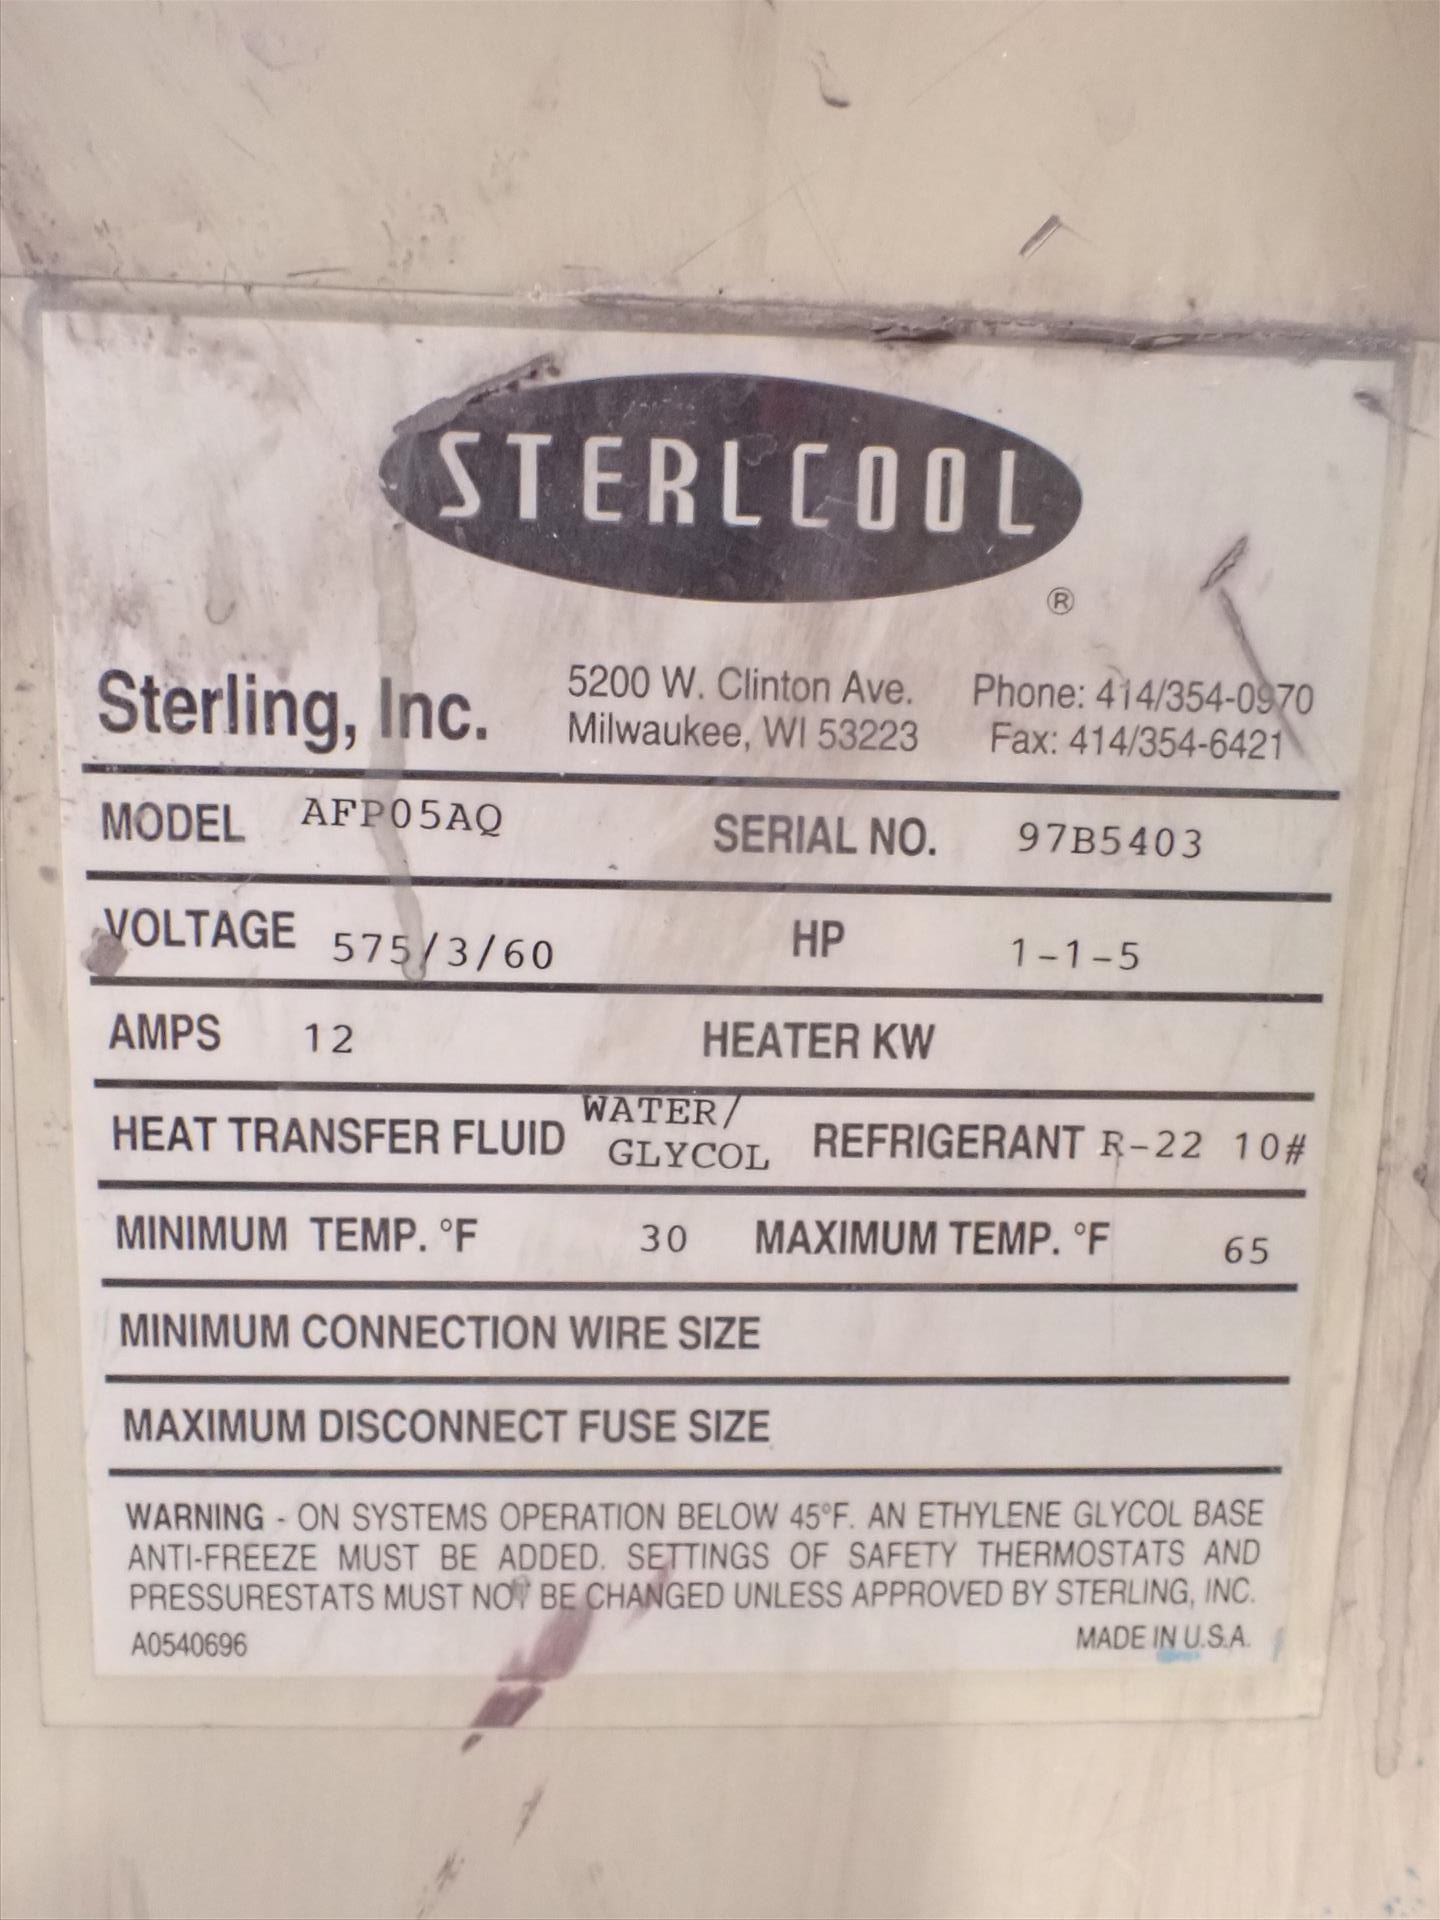 STERLCOOL
®
Sterling, Inc.
5200 W. Clinton Ave.
Milwaukee, WI 53223
Phone: 414/354-0970
Fax: 414/354-6421
MODEL AFP05AQ SERIAL NO. 97B5403
VOLTAGE 575/3/60 HP 1-1-5
AMPS 12 HEATER KW
HEAT TRANSFER FLUID WATER/ GLYCOL REFRIGERANT R-22 10#
MINIMUM TEMP. °F 30 MAXIMUM TEMP. °F 65
MINIMUM CONNECTION WIRE SIZE
MAXIMUM DISCONNECT FUSE SIZE
WARNING - ON SYSTEMS OPERATION BELOW 45°F. AN ETHYLENE GLYCOL BASE
ANTI-FREEZE MUST BE ADDED. SETTINGS OF SAFETY THERMOSTATS AND
PRESSURESTATS MUST NOT BE CHANGED UNLESS APPROVED BY STERLING, INC.
A0540696 MADE IN U.S.A.